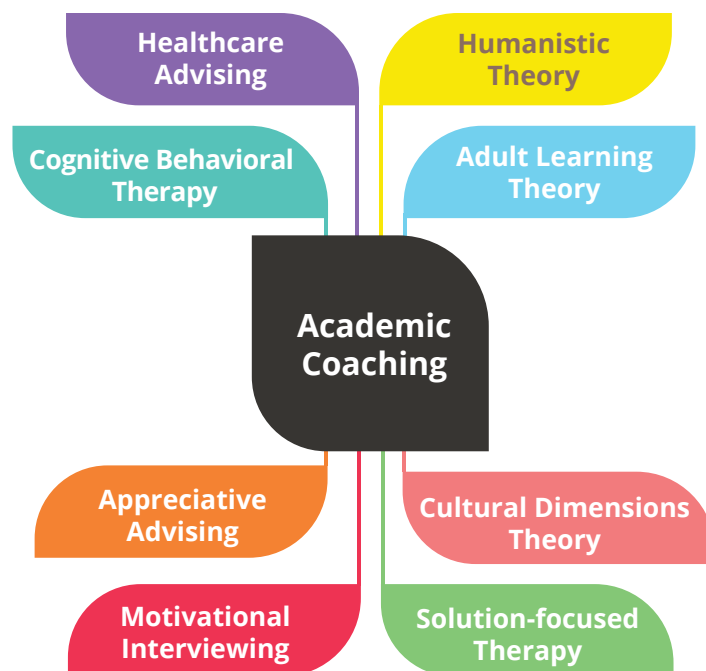 Healthcare
Advising
Humanistic
Theory
Cognitive Behavioral
Therapy
Adult Learning
Theory
Academic
Coaching
Appreciative
Advising
Cultural Dimensions
Theory
Motivational
Interviewing
Solution-focused
Therapy